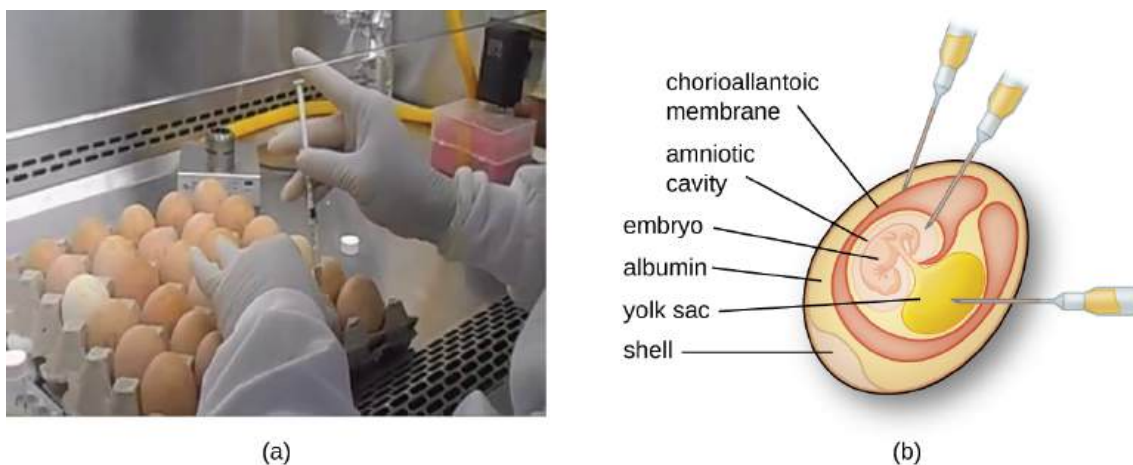 chorioallantoic
membrane
amniotic
cavity
embryo
albumin
yolk sac
shell
(a)
(b)